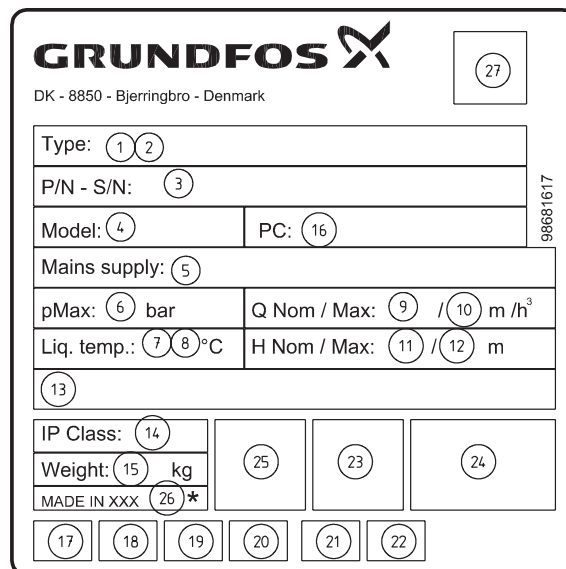 GRUNDFOS
27
DK - 8850 - Bjerringbro - Denmark
Type: 1 2
P/N - S/N: 3
98681617
Model: 4 PC: 16
Mains supply: 5
pMax: 6 bar Q Nom / Max: 9 / 10 m /h³
Liq. temp.: 7 8 °C H Nom / Max: 11 / 12 m
13
IP Class: 14
Weight: 15 kg
MADE IN XXX 26 *
25 23 24
17 18 19 20 21 22